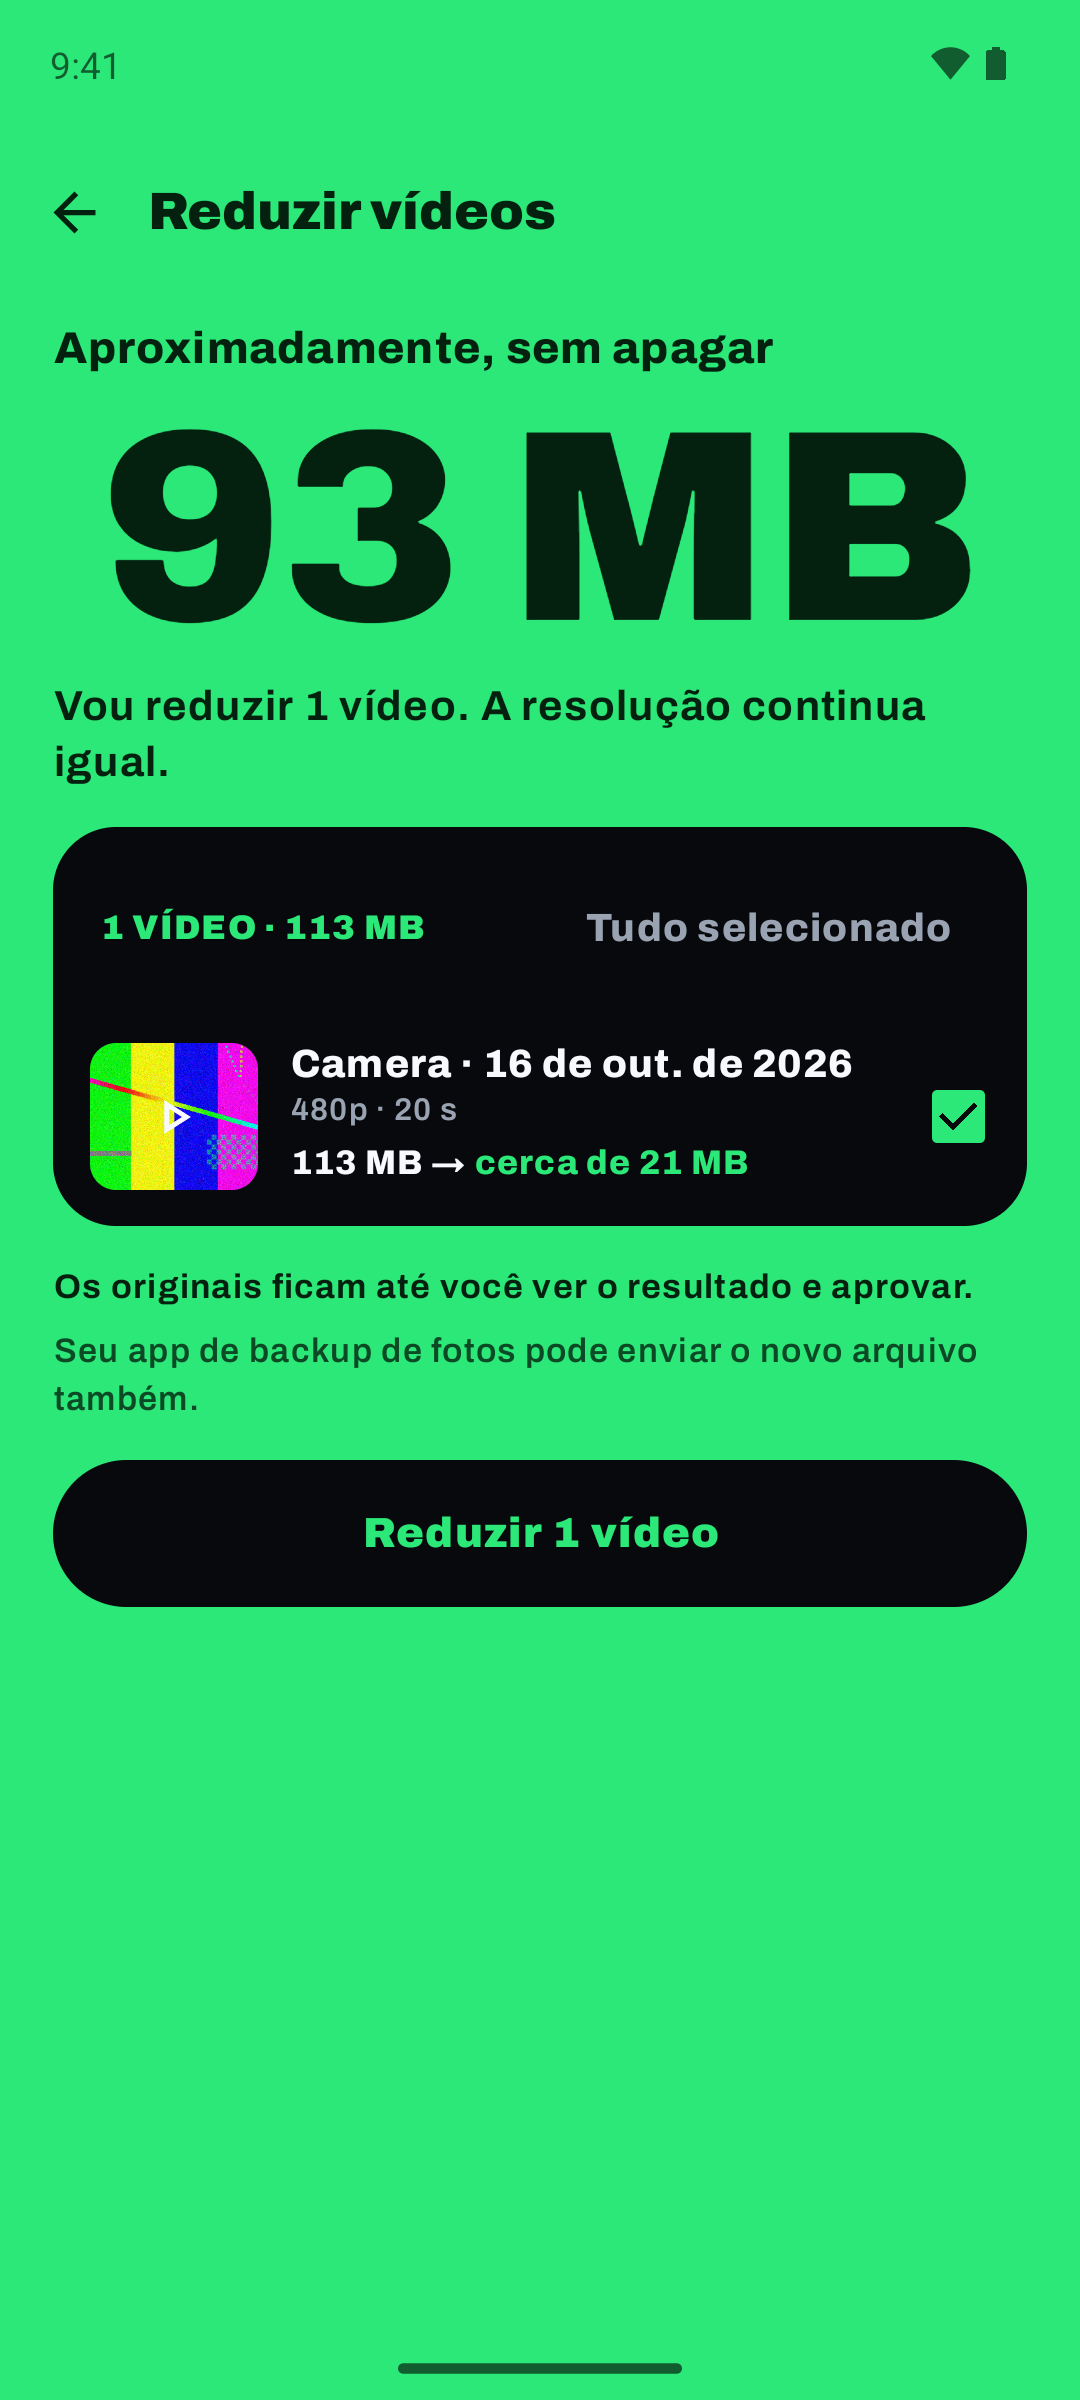 9:41
Reduzir vídeos
Aproximadamente, sem apagar
93 MB
Vou reduzir 1 vídeo. A resolução continua
igual.
1 VÍDEO · 113 MB
Tudo selecionado
Camera · 16 de out. de 2026
480p · 20 s
113 MB → cerca de 21 MB
Os originais ficam até você ver o resultado e aprovar.
Seu app de backup de fotos pode enviar o novo arquivo
também.
Reduzir 1 vídeo